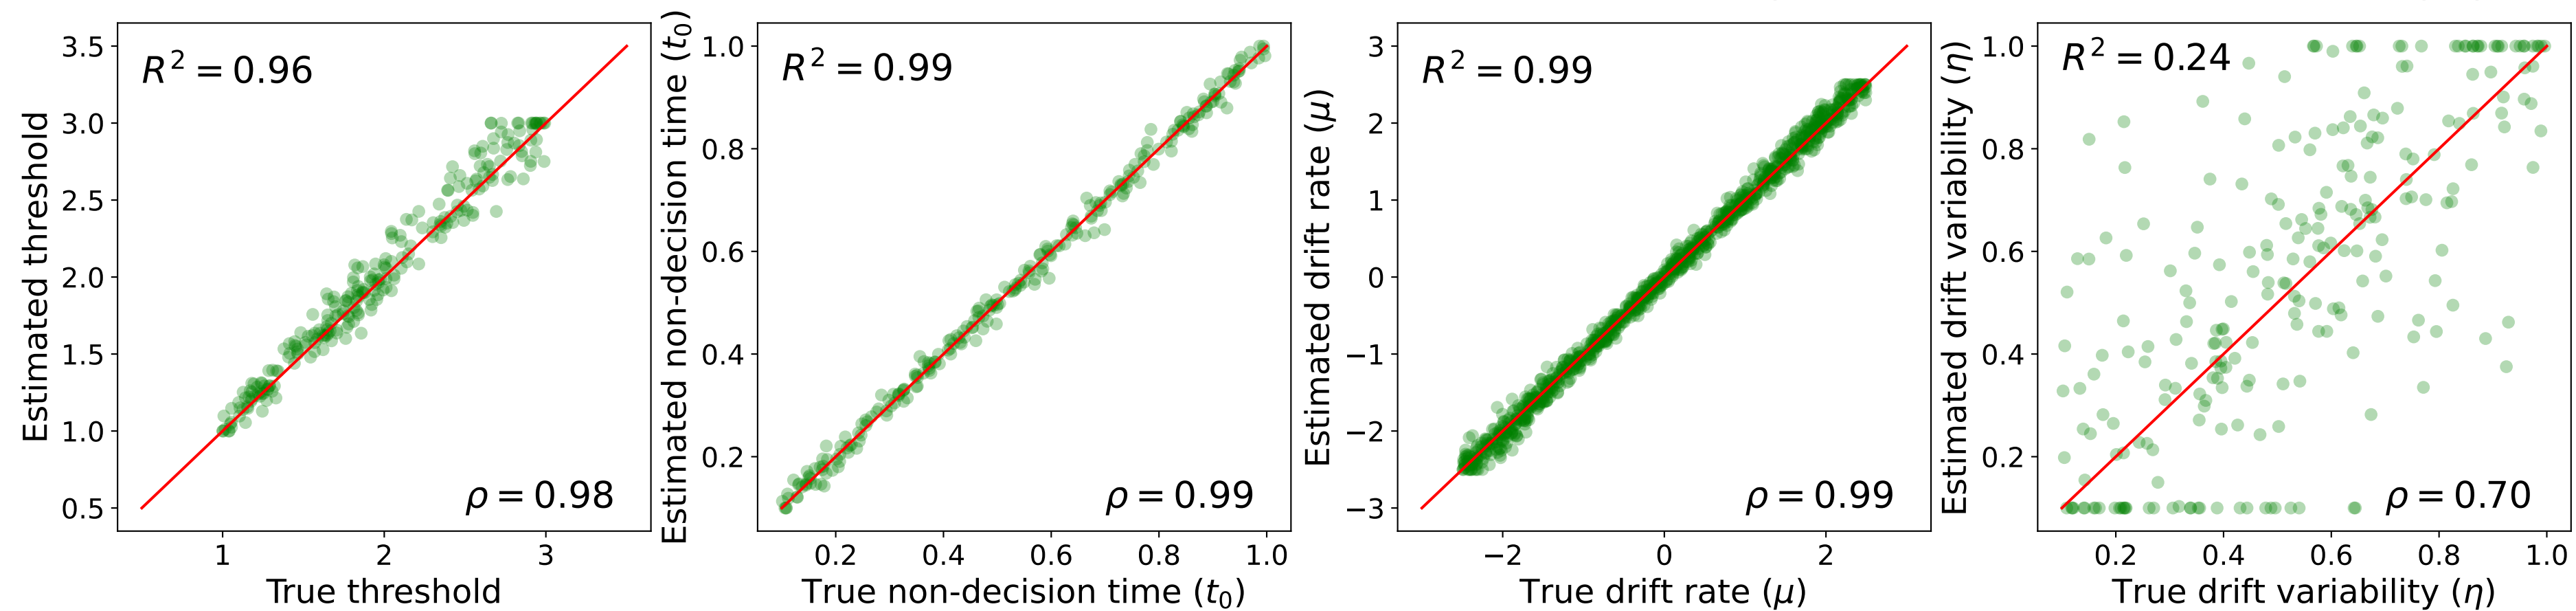 Estimated threshold
3.5
3.0
2.5
2.0
1.5
1.0
0.5
R² = 0.96
ρ = 0.98
1 2 3
True threshold
Estimated non-decision time (t₀)
1.0
0.8
0.6
0.4
0.2
R² = 0.99
ρ = 0.99
0.2 0.4 0.6 0.8 1.0
True non-decision time (t₀)
Estimated drift rate (μ)
3
2
1
0
−1
−2
−3
R² = 0.99
ρ = 0.99
−2 0 2
True drift rate (μ)
Estimated drift variability (η)
1.0
0.8
0.6
0.4
0.2
R² = 0.24
ρ = 0.70
0.2 0.4 0.6 0.8 1.0
True drift variability (η)